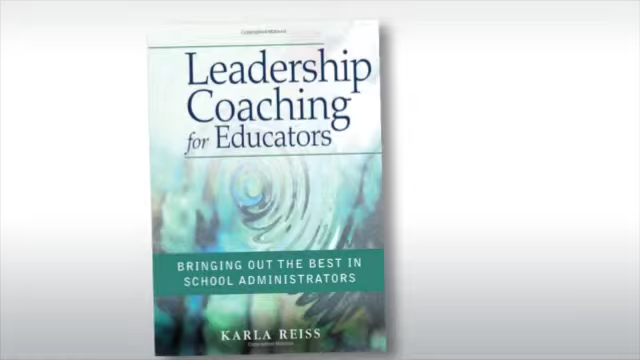 Leadership
Coaching
for Educators
BRINGING OUT THE BEST IN
SCHOOL ADMINISTRATORS
KARLA REISS